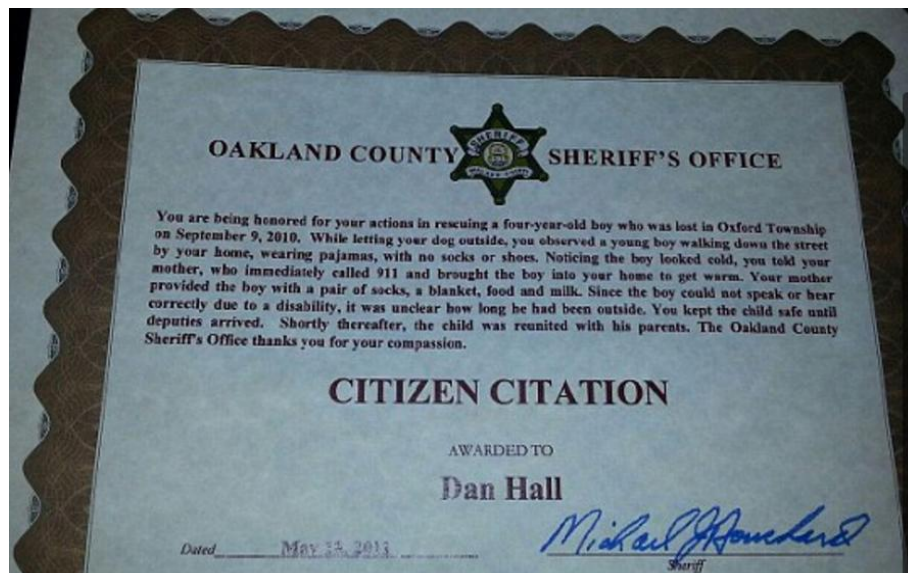 OAKLAND COUNTY SHERIFF'S OFFICE
SHERIFF
You are being honored for your actions in rescuing a four-year-old boy who was lost in Oxford Township
on September 9, 2010. While letting your dog outside, you observed a young boy walking down the street
by your home, wearing pajamas, with no socks or shoes. Noticing the boy looked cold, you told your
mother, who immediately called 911 and brought the boy into your home to get warm. Your mother
provided the boy with a pair of socks, a blanket, food and milk. Since the boy could not speak or hear
correctly due to a disability, it was unclear how long he had been outside. You kept the child safe until
deputies arrived. Shortly thereafter, the child was reunited with his parents. The Oakland County
Sheriff's Office thanks you for your compassion.
CITIZEN CITATION
AWARDED TO
Dan Hall
Dated May 2011 Michael J Bouchard
Sheriff